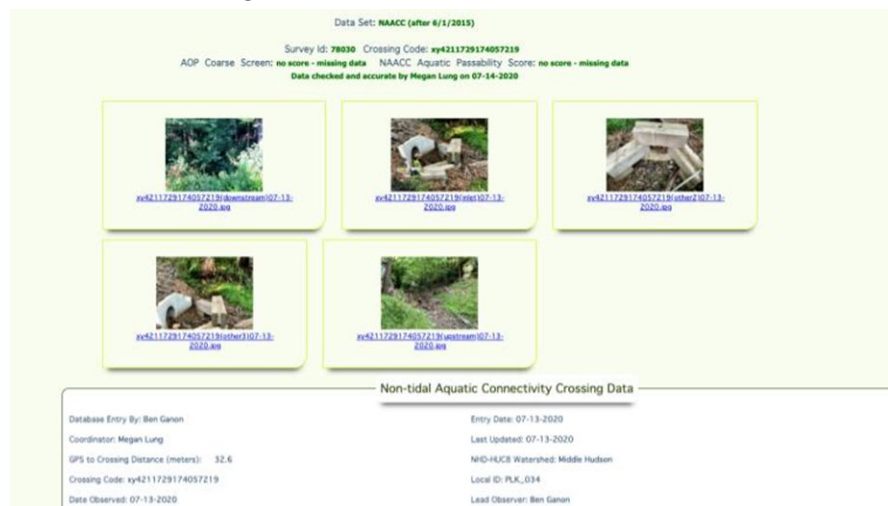 Data Set: NAACC (after 6/1/2015)
Survey Id: 78030 Crossing Code: xy4211729174057219
AOP Coarse Screen: no score - missing data NAACC Aquatic Passability Score: no score - missing data
Data checked and accurate by Megan Lung on 07-14-2020
xy4211729174057219(downstream)07-13-
2020.jpg
xy4211729174057219(inlet)07-13-
2020.jpg
xy4211729174057219(other2)07-13-
2020.jpg
xy4211729174057219(other3)07-13-
2020.jpg
xy4211729174057219(upstream)07-13-
2020.jpg
Non-tidal Aquatic Connectivity Crossing Data
Database Entry By: Ben Ganon
Entry Date: 07-13-2020
Coordinator: Megan Lung
Last Updated: 07-13-2020
GPS to Crossing Distance (meters): 32.6
NHD-HUC8 Watershed: Middle Hudson
Crossing Code: xy4211729174057219
Local ID: PLK_034
Date Observed: 07-13-2020
Lead Observer: Ben Ganon